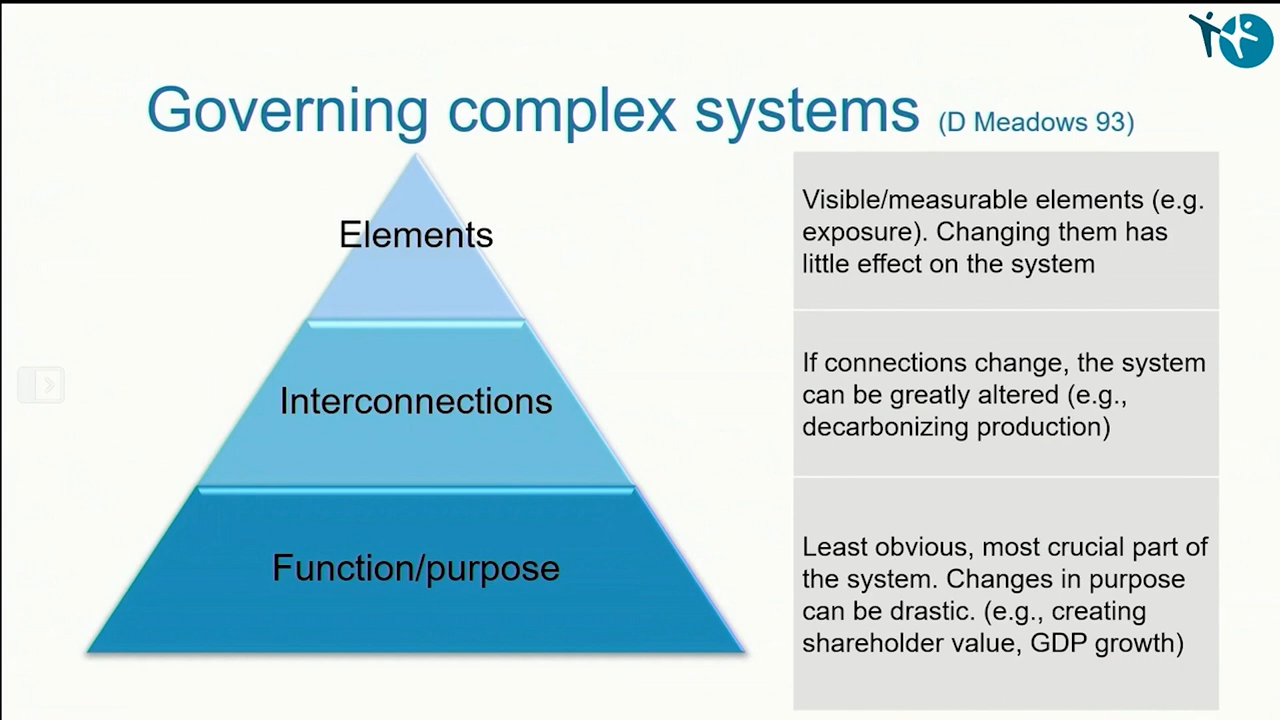 Governing complex systems (D Meadows 93)
Elements
Visible/measurable elements (e.g.
exposure). Changing them has
little effect on the system
Interconnections
If connections change, the system
can be greatly altered (e.g.,
decarbonizing production)
Function/purpose
Least obvious, most crucial part of
the system. Changes in purpose
can be drastic. (e.g., creating
shareholder value, GDP growth)